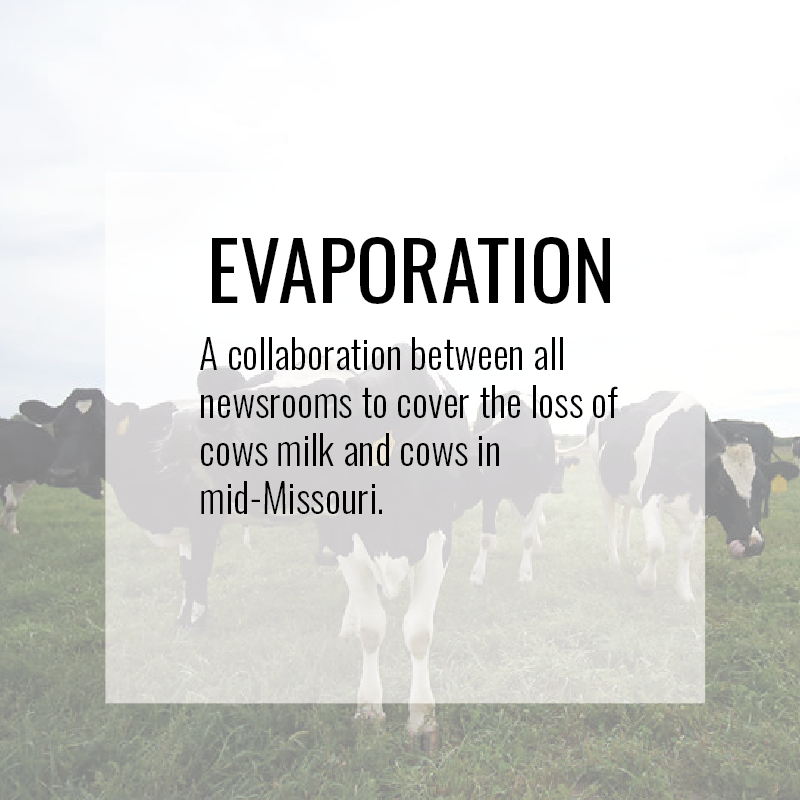 EVAPORATION
A collaboration between all
newsrooms to cover the loss of
cows milk and cows in
mid-Missouri.